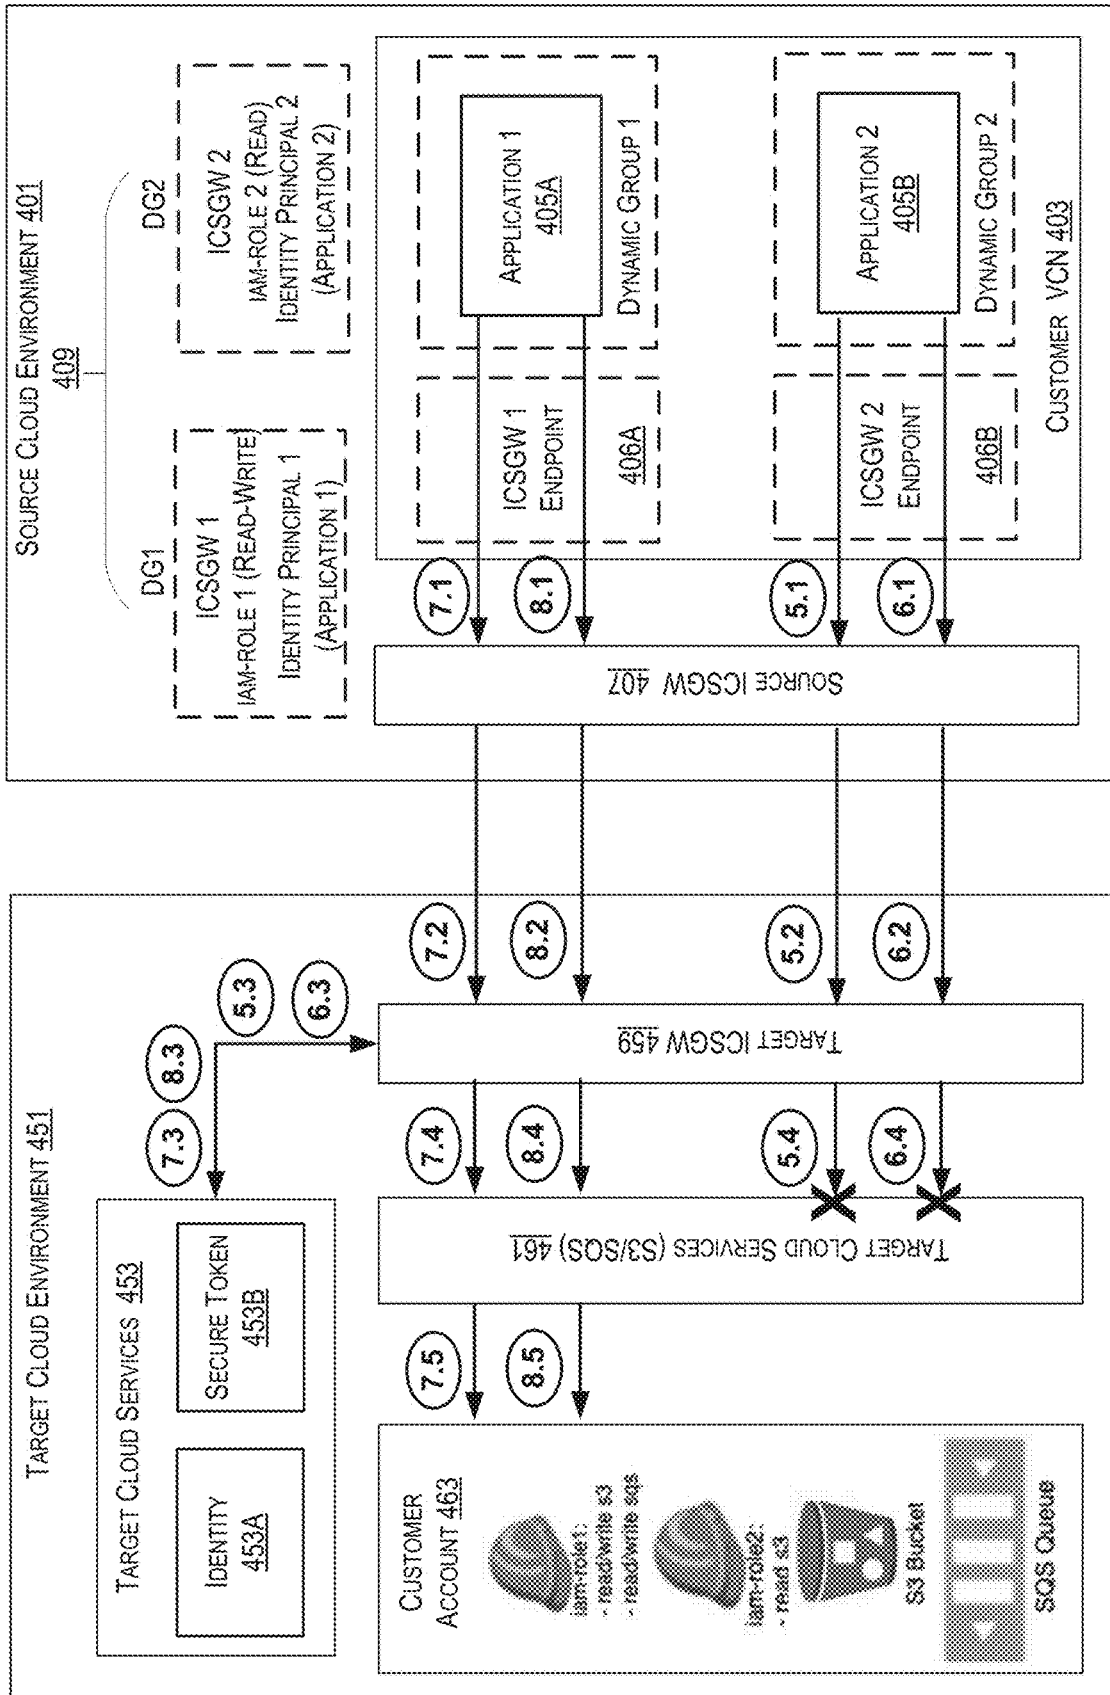 TARGET CLOUD ENVIRONMENT 451
TARGET CLOUD SERVICES 453
IDENTITY
453A
SECURE TOKEN
453B
7.3
8.3
5.3
6.3
CUSTOMER
ACCOUNT 463
iam-role1:
- read/write s3
- read/write sqs
iam-role2:
- read s3
S3 Bucket
SQS Queue
7.5
8.5
TARGET CLOUD SERVICES (S3/SQS) 461
7.4
8.4
5.4
6.4
TARGET ICSGW 459
7.2
8.2
5.2
6.2
SOURCE CLOUD ENVIRONMENT 401
409
DG1
ICSGW 1
IAM-ROLE 1 (READ-WRITE)
IDENTITY PRINCIPAL 1
(APPLICATION 1)
DG2
ICSGW 2
IAM-ROLE 2 (READ)
IDENTITY PRINCIPAL 2
(APPLICATION 2)
SOURCE ICSGW 407
7.1
8.1
5.1
6.1
ICSGW 1
ENDPOINT
406A
APPLICATION 1
405A
DYNAMIC GROUP 1
ICSGW 2
ENDPOINT
406B
APPLICATION 2
405B
DYNAMIC GROUP 2
CUSTOMER VCN 403